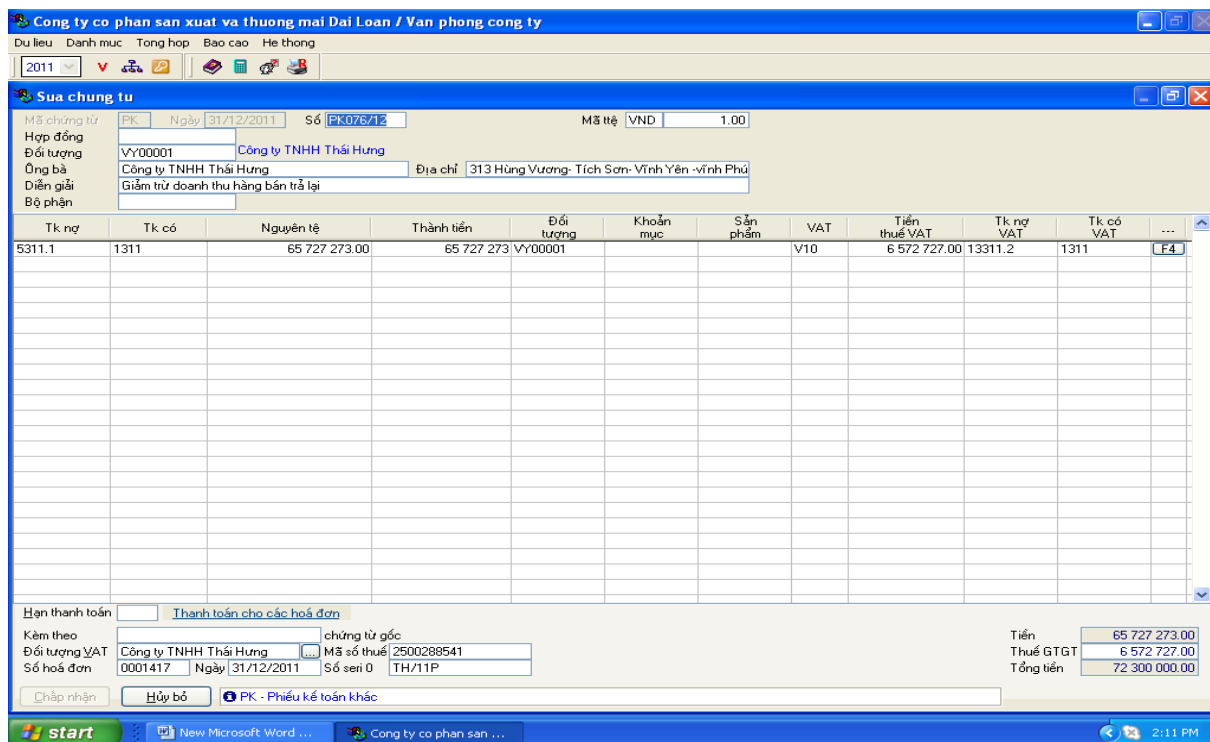 Cong ty co phan san xuat va thuong mai Dai Loan / Van phong cong ty
Du lieu Danh muc Tong hop Bao cao He thong
2011
Sua chung tu
Mã chứng từ PK Ngày 31/12/2011 Số PK076/12 Mã ttệ VND 1.00
Hợp đồng
Đối tượng VY00001 Công ty TNHH Thái Hưng
Ông bà Công ty TNHH Thái Hưng Địa chỉ 313 Hùng Vương- Tích Sơn- Vĩnh Yên -vĩnh Phú
Diễn giải Giảm trừ doanh thu hàng bán trả lại
Bộ phận
Tk nợ Tk có Nguyên tệ Thành tiền Đối tượng Khoản mục Sản phẩm VAT Tiền thuế VAT Tk nợ VAT Tk có VAT ...
5311.1 1311 65 727 273.00 65 727 273 VY00001 V10 6 572 727.00 13311.2 1311 F4
Hạn thanh toán Thanh toán cho các hoá đơn
Kèm theo chứng từ gốc Tiền 65 727 273.00
Đối tượng VAT Công ty TNHH Thái Hưng ... Mã số thuế 2500288541 Thuế GTGT 6 572 727.00
Số hoá đơn 0001417 Ngày 31/12/2011 Số seri 0 TH/11P Tổng tiền 72 300 000.00
Chấp nhận Hủy bỏ PK - Phiếu kế toán khác
start New Microsoft Word ... Cong ty co phan san ... 2:11 PM